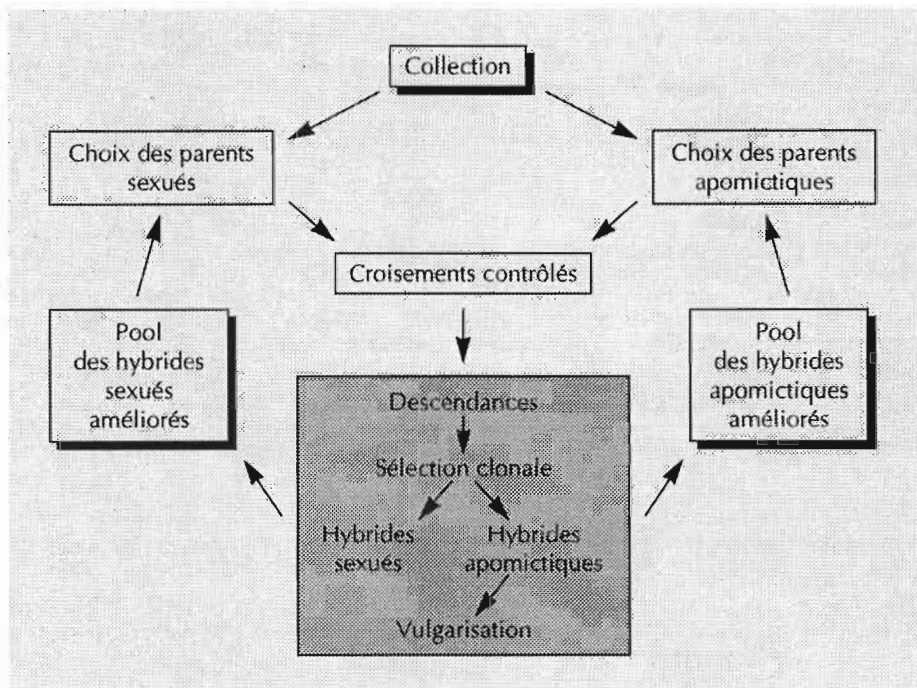 Collection
Choix des parents
sexués
Choix des parents
apomictiques
Croisements contrôlés
Pool
des hybrides
sexués
améliorés
Pool
des hybrides
apomictiques
améliorés
Descendances
Sélection clonale
Hybrides
sexués
Hybrides
apomictiques
Vulgarisation